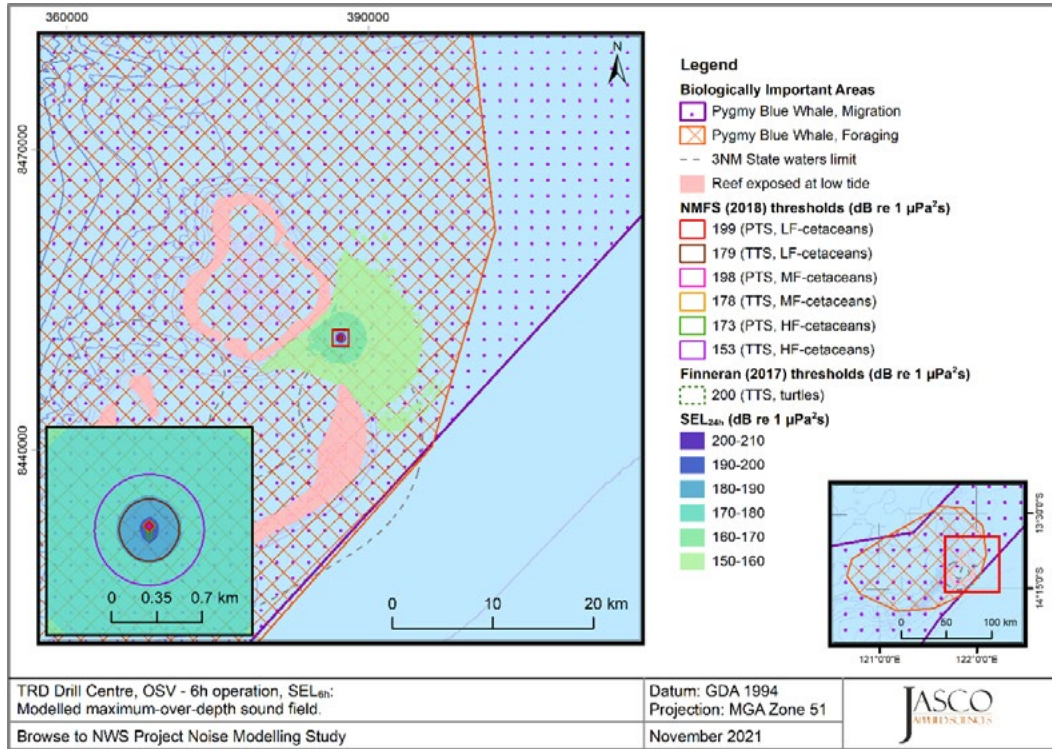 360000
390000
8470000
8440000
N
0 0.35 0.7 km
0 10 20 km
Legend
Biologically Important Areas
Pygmy Blue Whale, Migration
Pygmy Blue Whale, Foraging
3NM State waters limit
Reef exposed at low tide
NMFS (2018) thresholds (dB re 1 µPa²s)
199 (PTS, LF-cetaceans)
179 (TTS, LF-cetaceans)
198 (PTS, MF-cetaceans)
178 (TTS, MF-cetaceans)
173 (PTS, HF-cetaceans)
153 (TTS, HF-cetaceans)
Finneran (2017) thresholds (dB re 1 µPa²s)
200 (TTS, turtles)
SEL₂₄ₕ (dB re 1 µPa²s)
200-210
190-200
180-190
170-180
160-170
150-160
13°30'S
14°15'S
0 50 100 km
121°0'0"E
122°0'0"E
TRD Drill Centre, OSV - 6h operation, SEL₆ₕ:
Modelled maximum-over-depth sound field.
Browse to NWS Project Noise Modelling Study
Datum: GDA 1994
Projection: MGA Zone 51
November 2021
JASCO
APPLIED SCIENCES